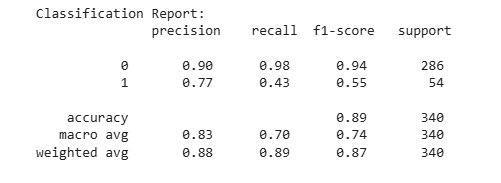 Classification Report:
precision recall f1-score support
0 0.90 0.98 0.94 286
1 0.77 0.43 0.55 54
accuracy 0.89 340
macro avg 0.83 0.70 0.74 340
weighted avg 0.88 0.89 0.87 340